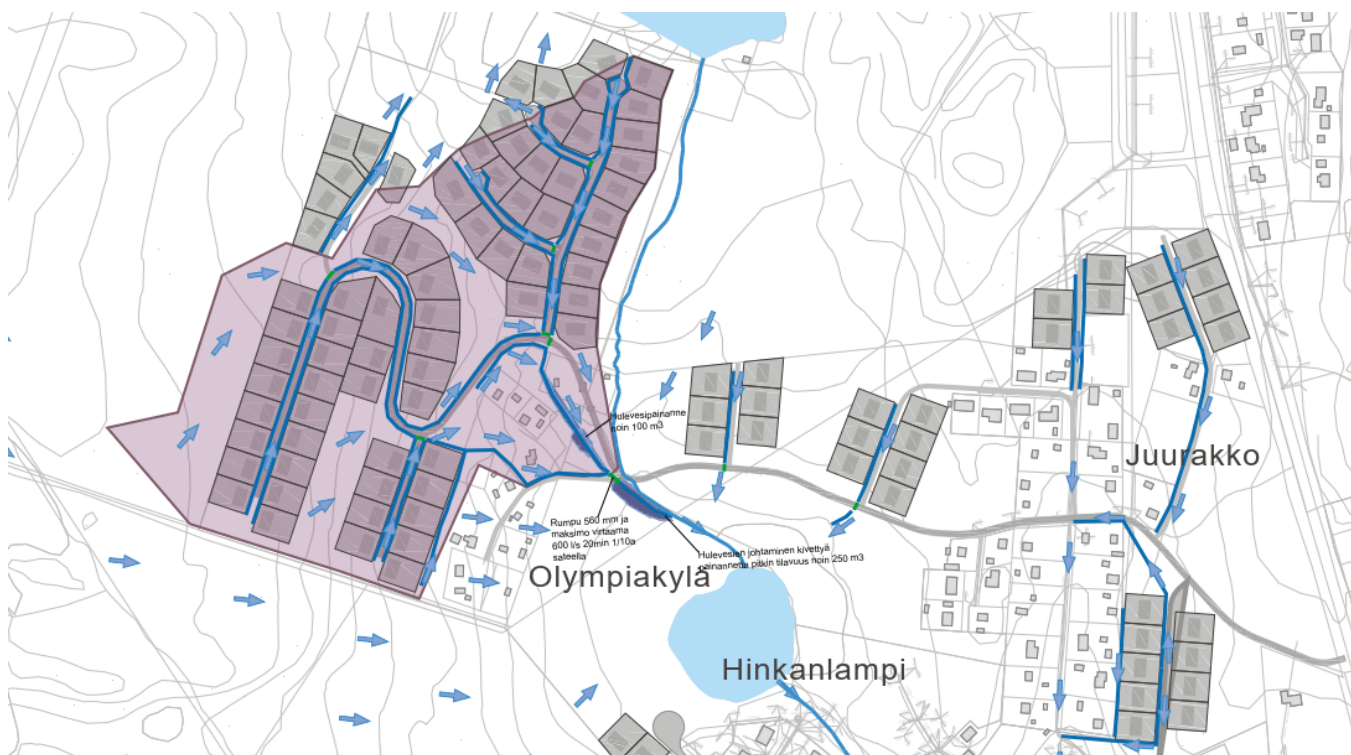 Hulevesipainanne
noin 100 m3
Juurakko
Rumpu 560 mm ja
maksimo virtaama
600 l/s 20min 1/10a
sateella
Hulevesien johtaminen kivettyä
painannetta pitkin tilavuus noin 250 m3
Olympiakylä
Hinkanlampi